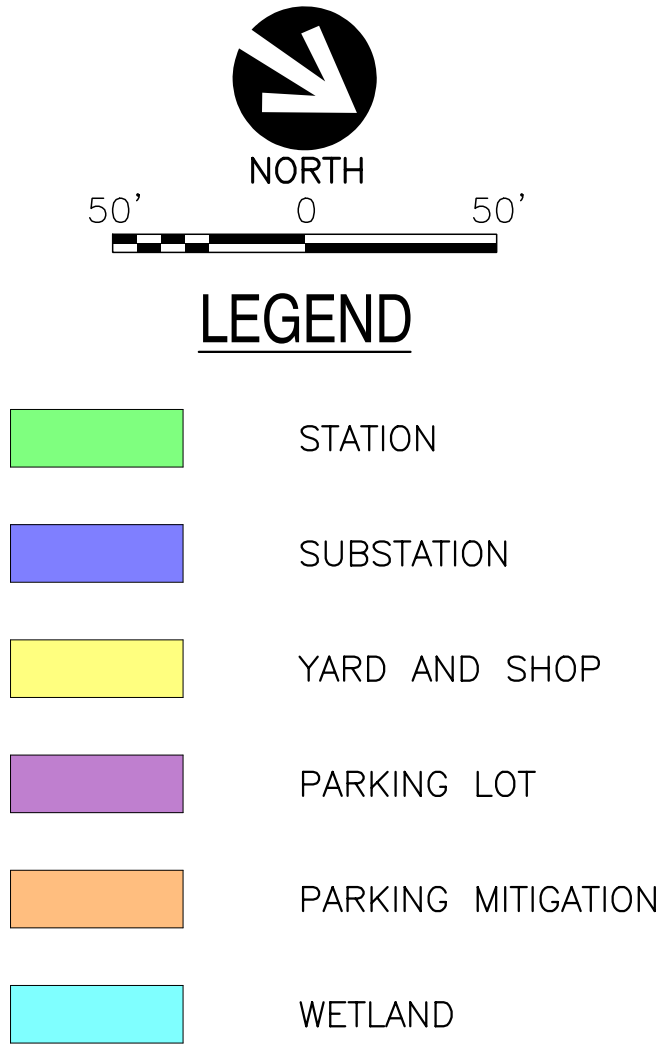 NORTH
50' 0 50'
LEGEND
STATION
SUBSTATION
YARD AND SHOP
PARKING LOT
PARKING MITIGATION
WETLAND